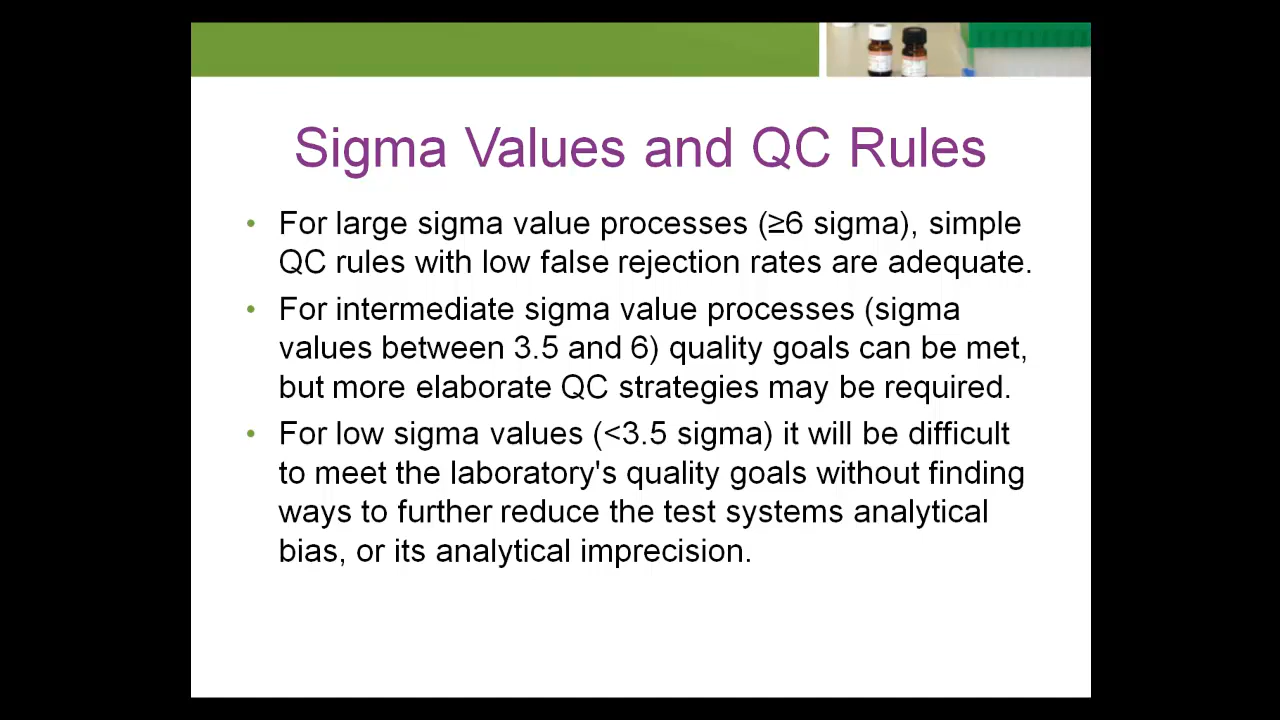 Sigma Values and QC Rules
• For large sigma value processes (≥6 sigma), simple
QC rules with low false rejection rates are adequate.
• For intermediate sigma value processes (sigma
values between 3.5 and 6) quality goals can be met,
but more elaborate QC strategies may be required.
• For low sigma values (<3.5 sigma) it will be difficult
to meet the laboratory's quality goals without finding
ways to further reduce the test systems analytical
bias, or its analytical imprecision.